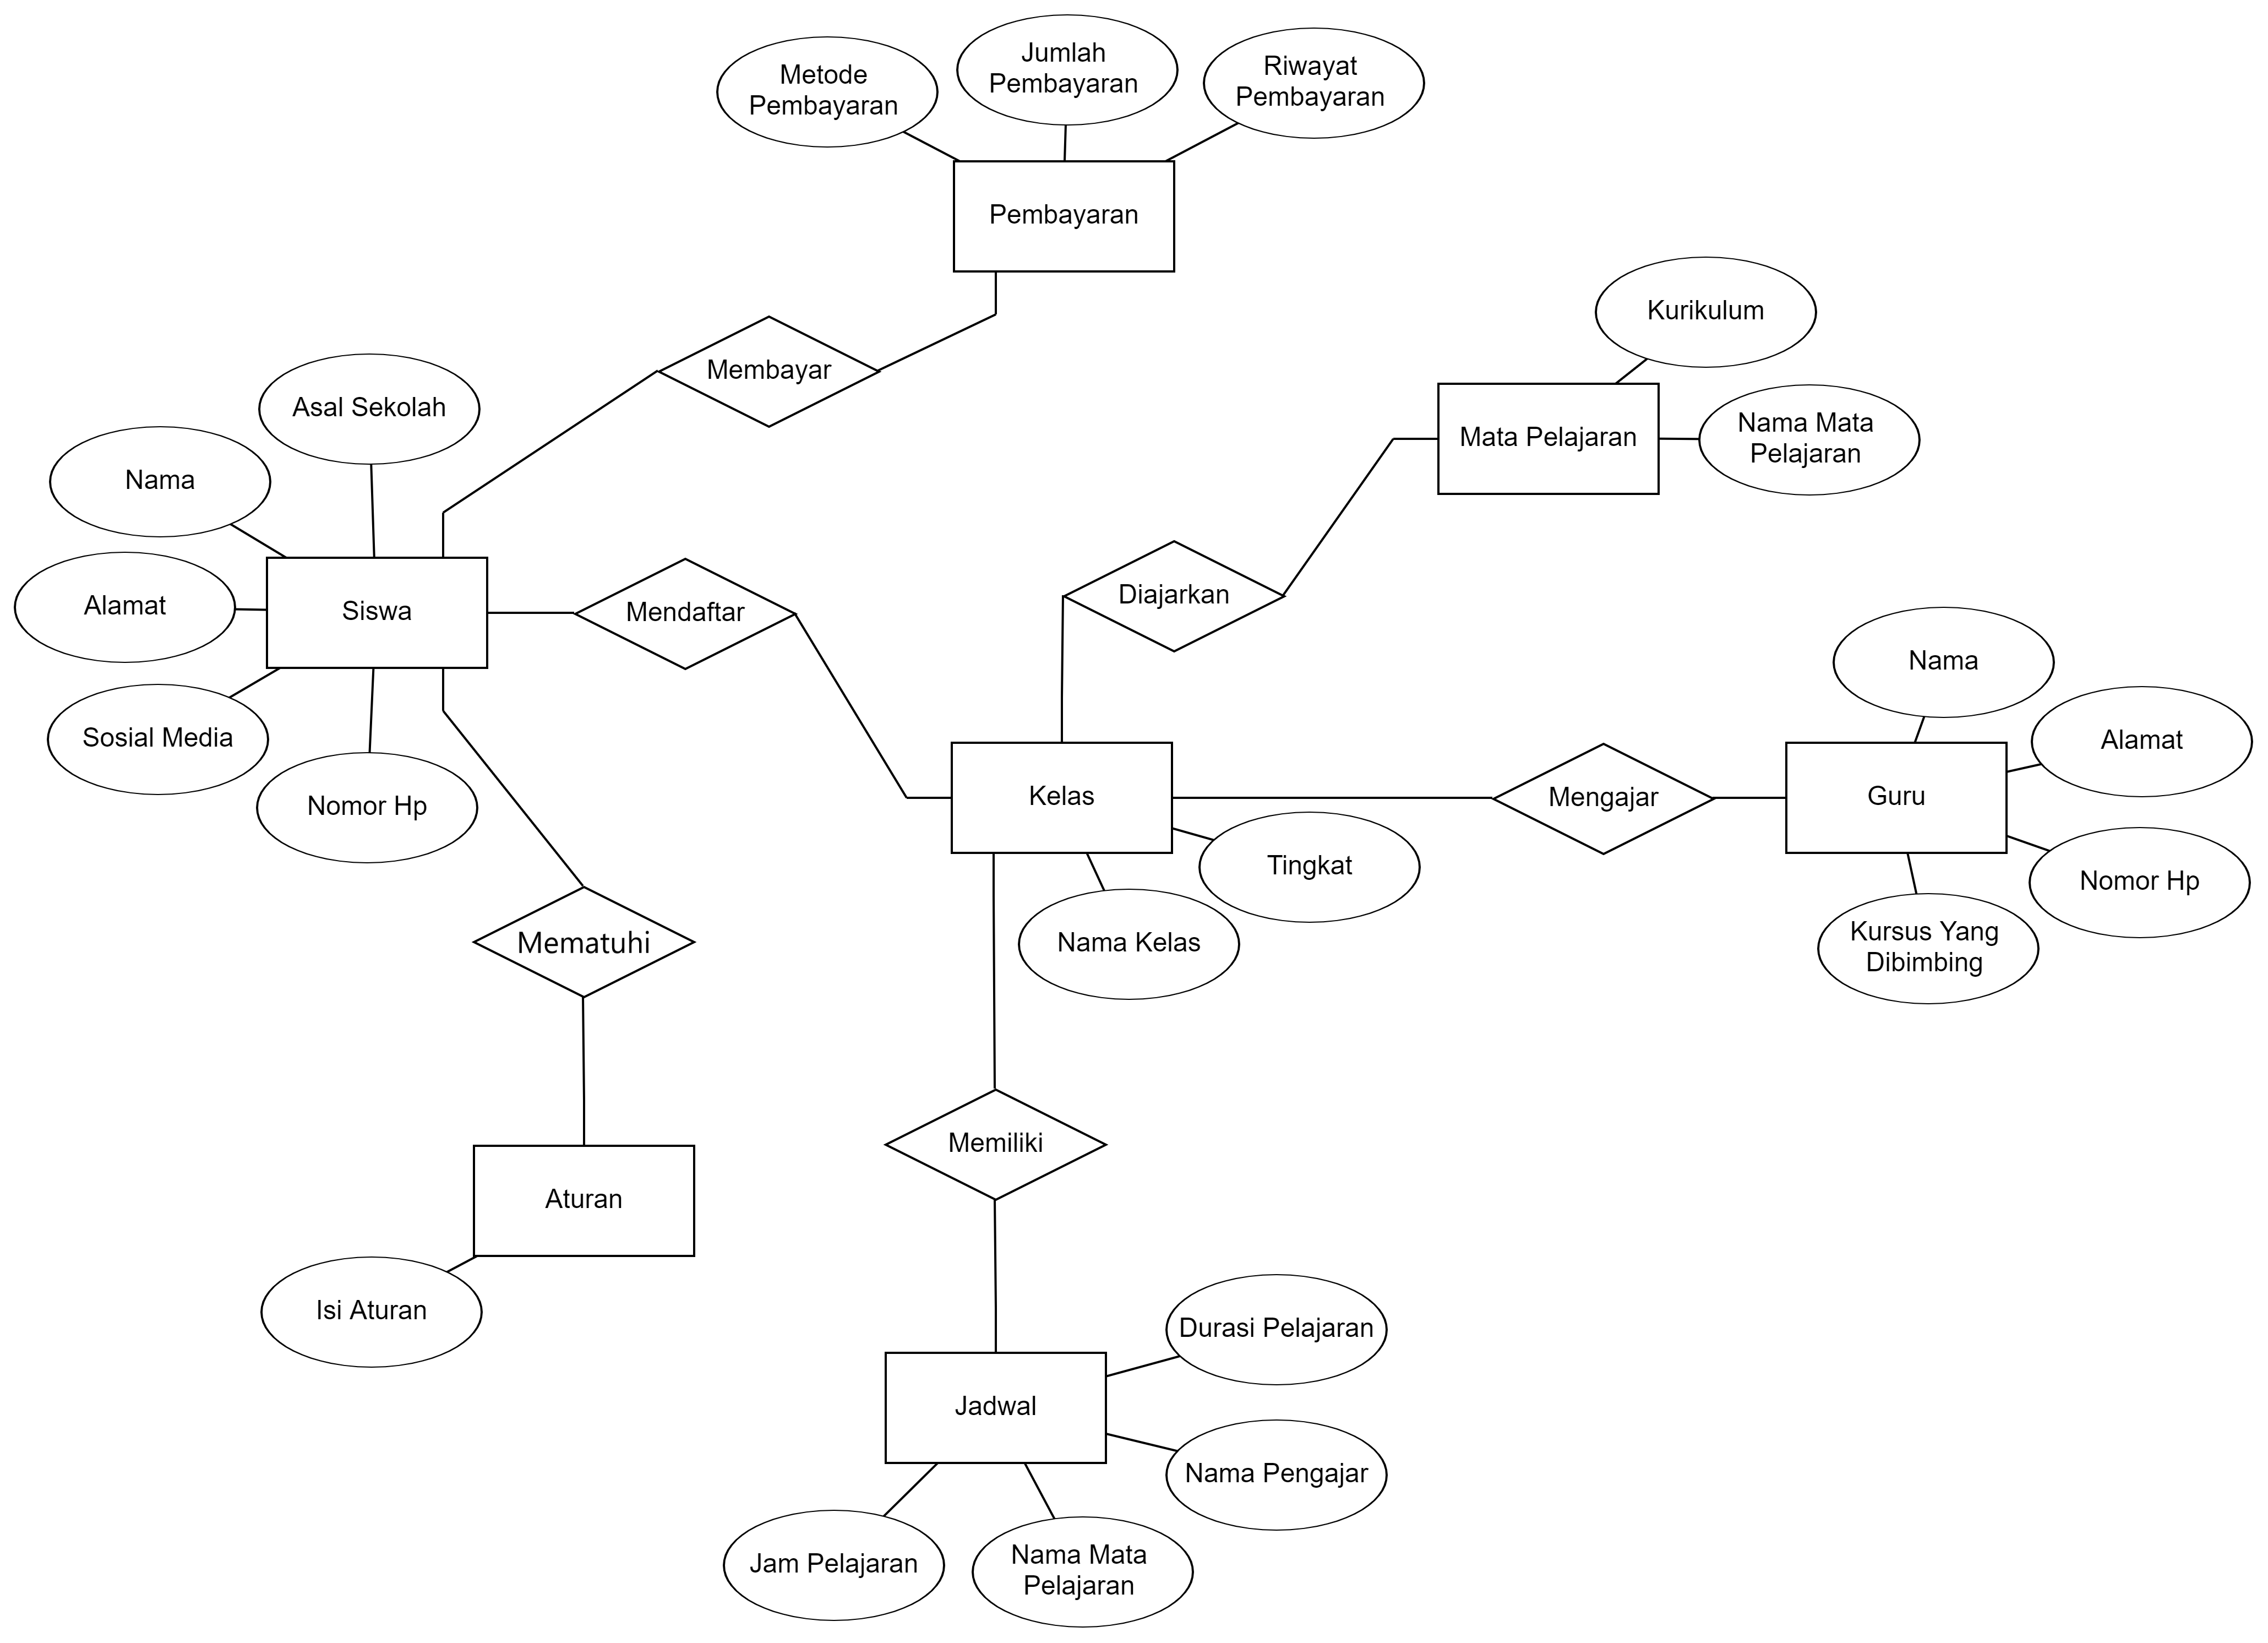 Metode
Pembayaran
Jumlah
Pembayaran
Riwayat
Pembayaran
Pembayaran
Membayar
Kurikulum
Mata Pelajaran
Nama Mata
Pelajaran
Asal Sekolah
Nama
Alamat
Siswa
Mendaftar
Diajarkan
Sosial Media
Nomor Hp
Nama
Alamat
Kelas
Mengajar
Guru
Tingkat
Nomor Hp
Nama Kelas
Kursus Yang
Dibimbing
Mematuhi
Memiliki
Aturan
Isi Aturan
Durasi Pelajaran
Jadwal
Nama Pengajar
Jam Pelajaran
Nama Mata
Pelajaran